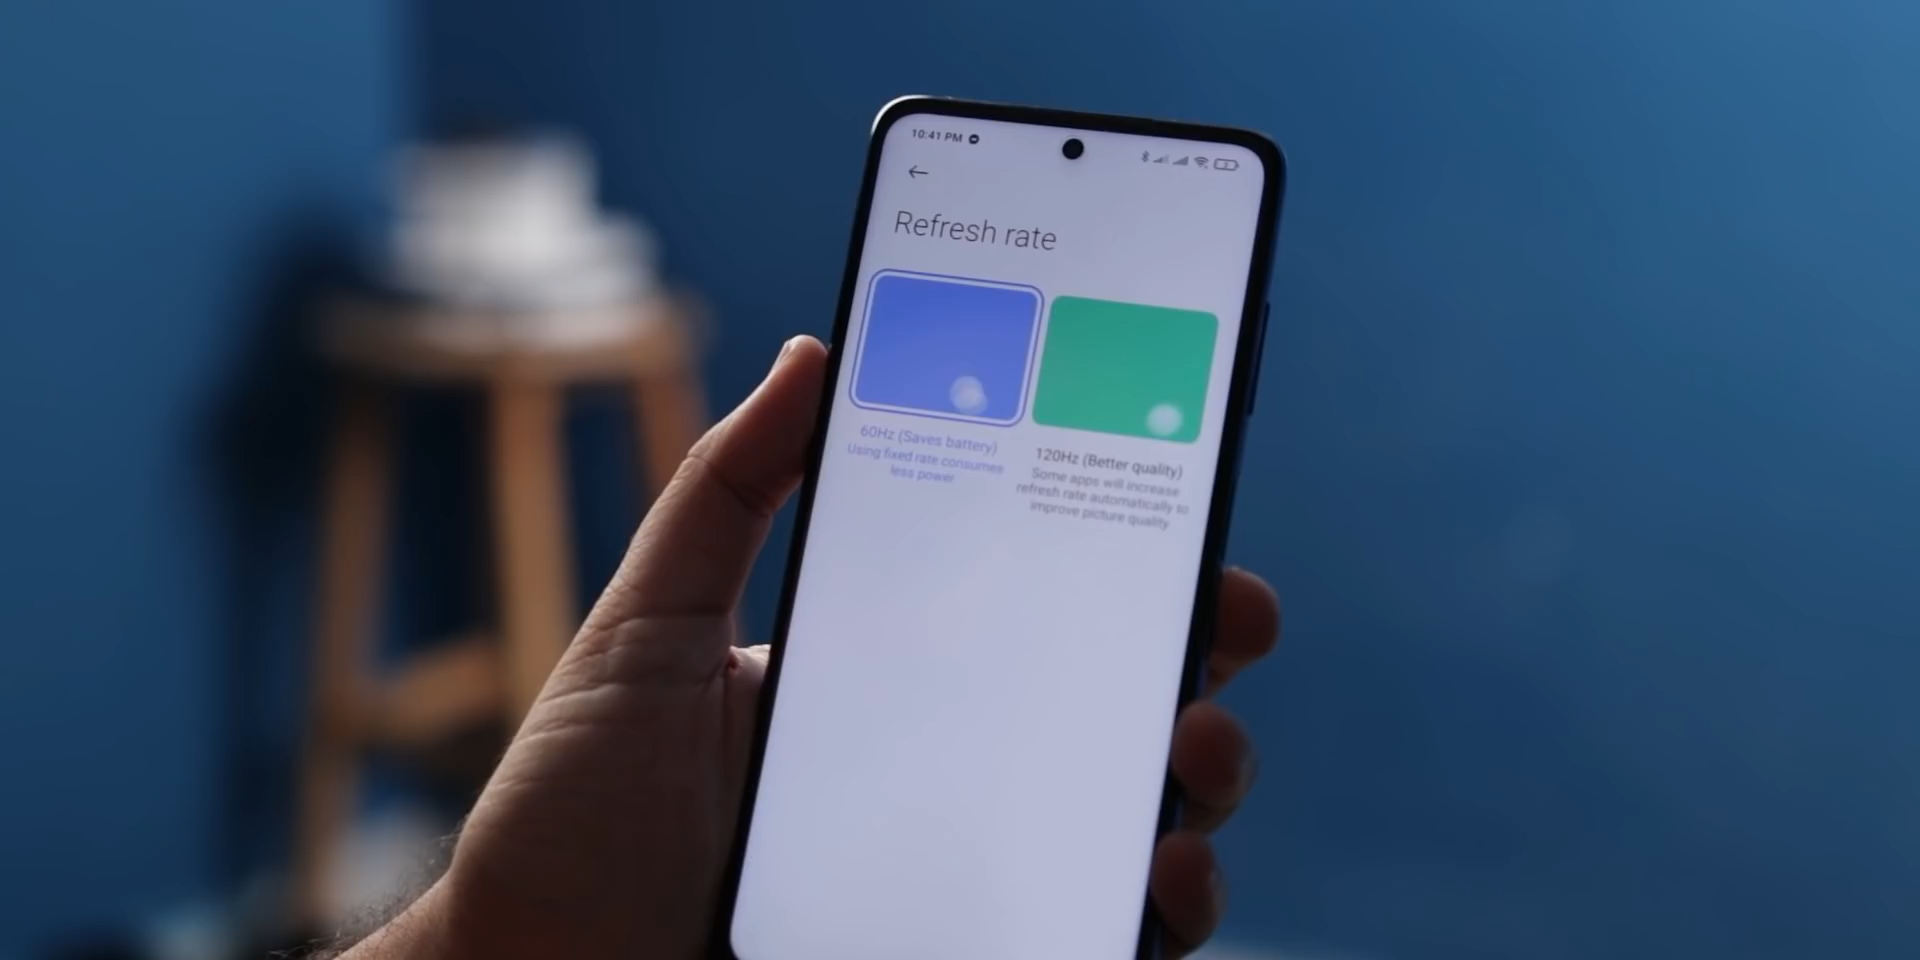 10:41 PM
Refresh rate
60Hz (Saves battery)
Using fixed rate consumes
less power
120Hz (Better quality)
Some apps will increase
refresh rate automatically to
improve picture quality